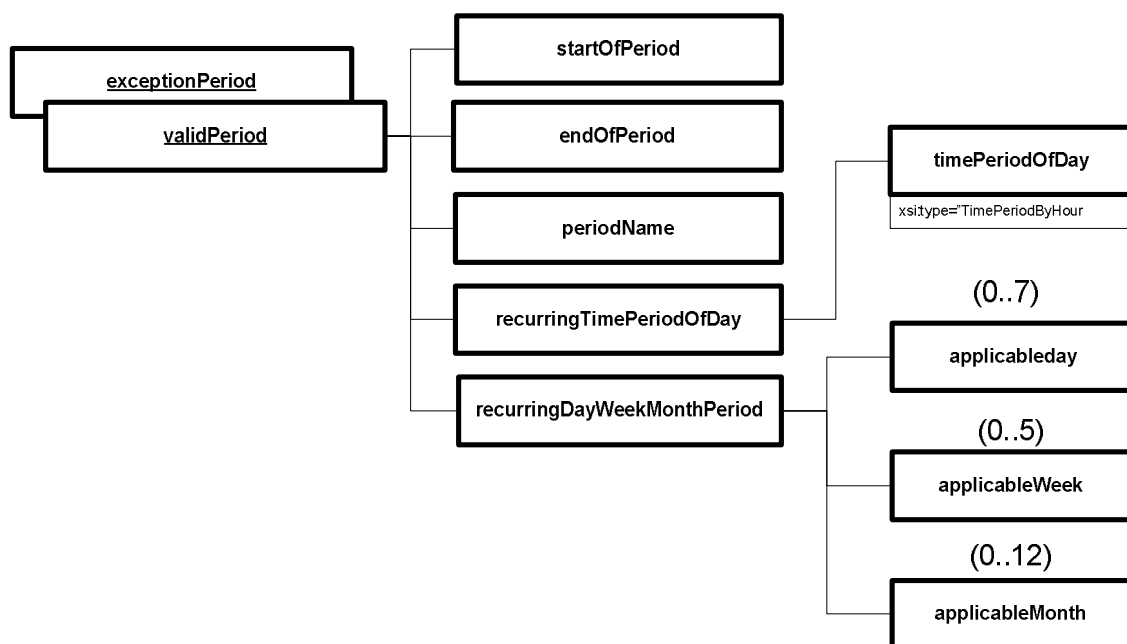 exceptionPeriod
validPeriod
startOfPeriod
endOfPeriod
periodName
recurringTimePeriodOfDay
recurringDayWeekMonthPeriod
timePeriodOfDay
xsi:type="TimePeriodByHour
(0..7)
applicableday
(0..5)
applicableWeek
(0..12)
applicableMonth